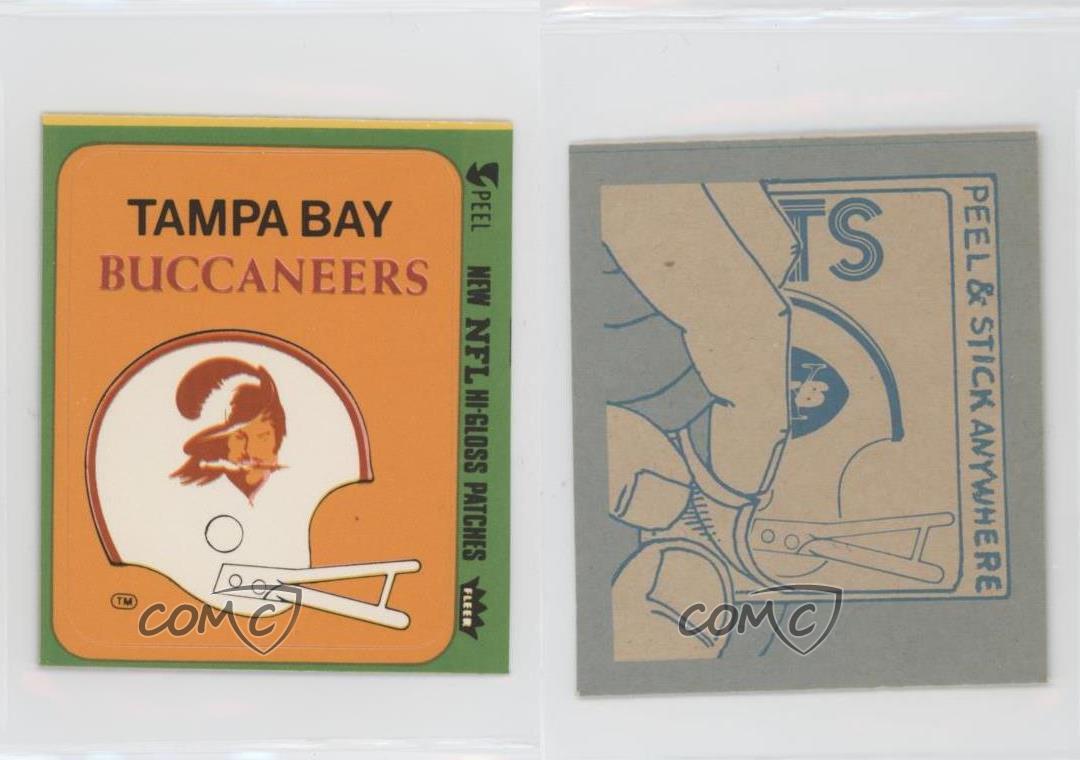 TAMPA BAY
BUCCANEERS
PEEL
NEW NFL HI-GLOSS PATCHES
FLEER
TM
COMC
TS
PEEL & STICK ANYWHERE
COMC